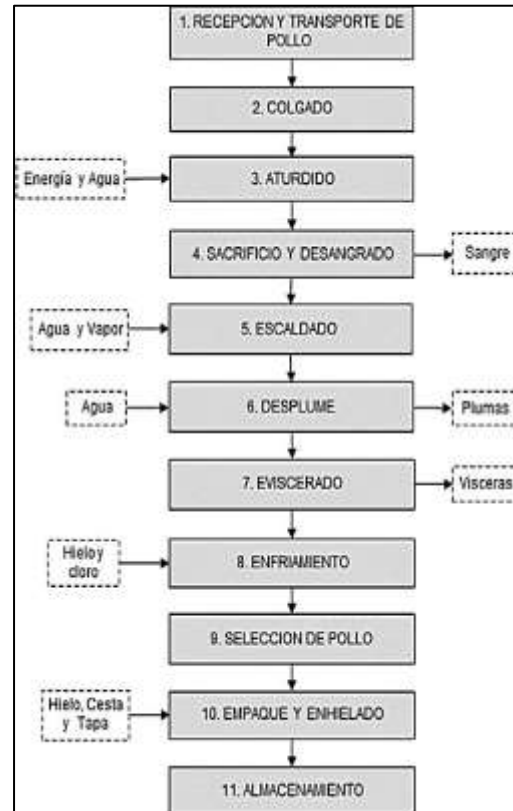 1. RECEPCION Y TRANSPORTE DE
POLLO
2. COLGADO
Energía y Agua
3. ATURDIDO
4. SACRIFICIO Y DESANGRADO
Sangre
Agua y Vapor
5. ESCALDADO
Agua
6. DESPLUME
Plumas
7. EVISCERADO
Visceras
Hielo y
cloro
8. ENFRIAMIENTO
9. SELECCION DE POLLO
Hielo, Cesta
y Tapa
10. EMPAQUE Y ENHIELADO
11. ALMACENAMIENTO